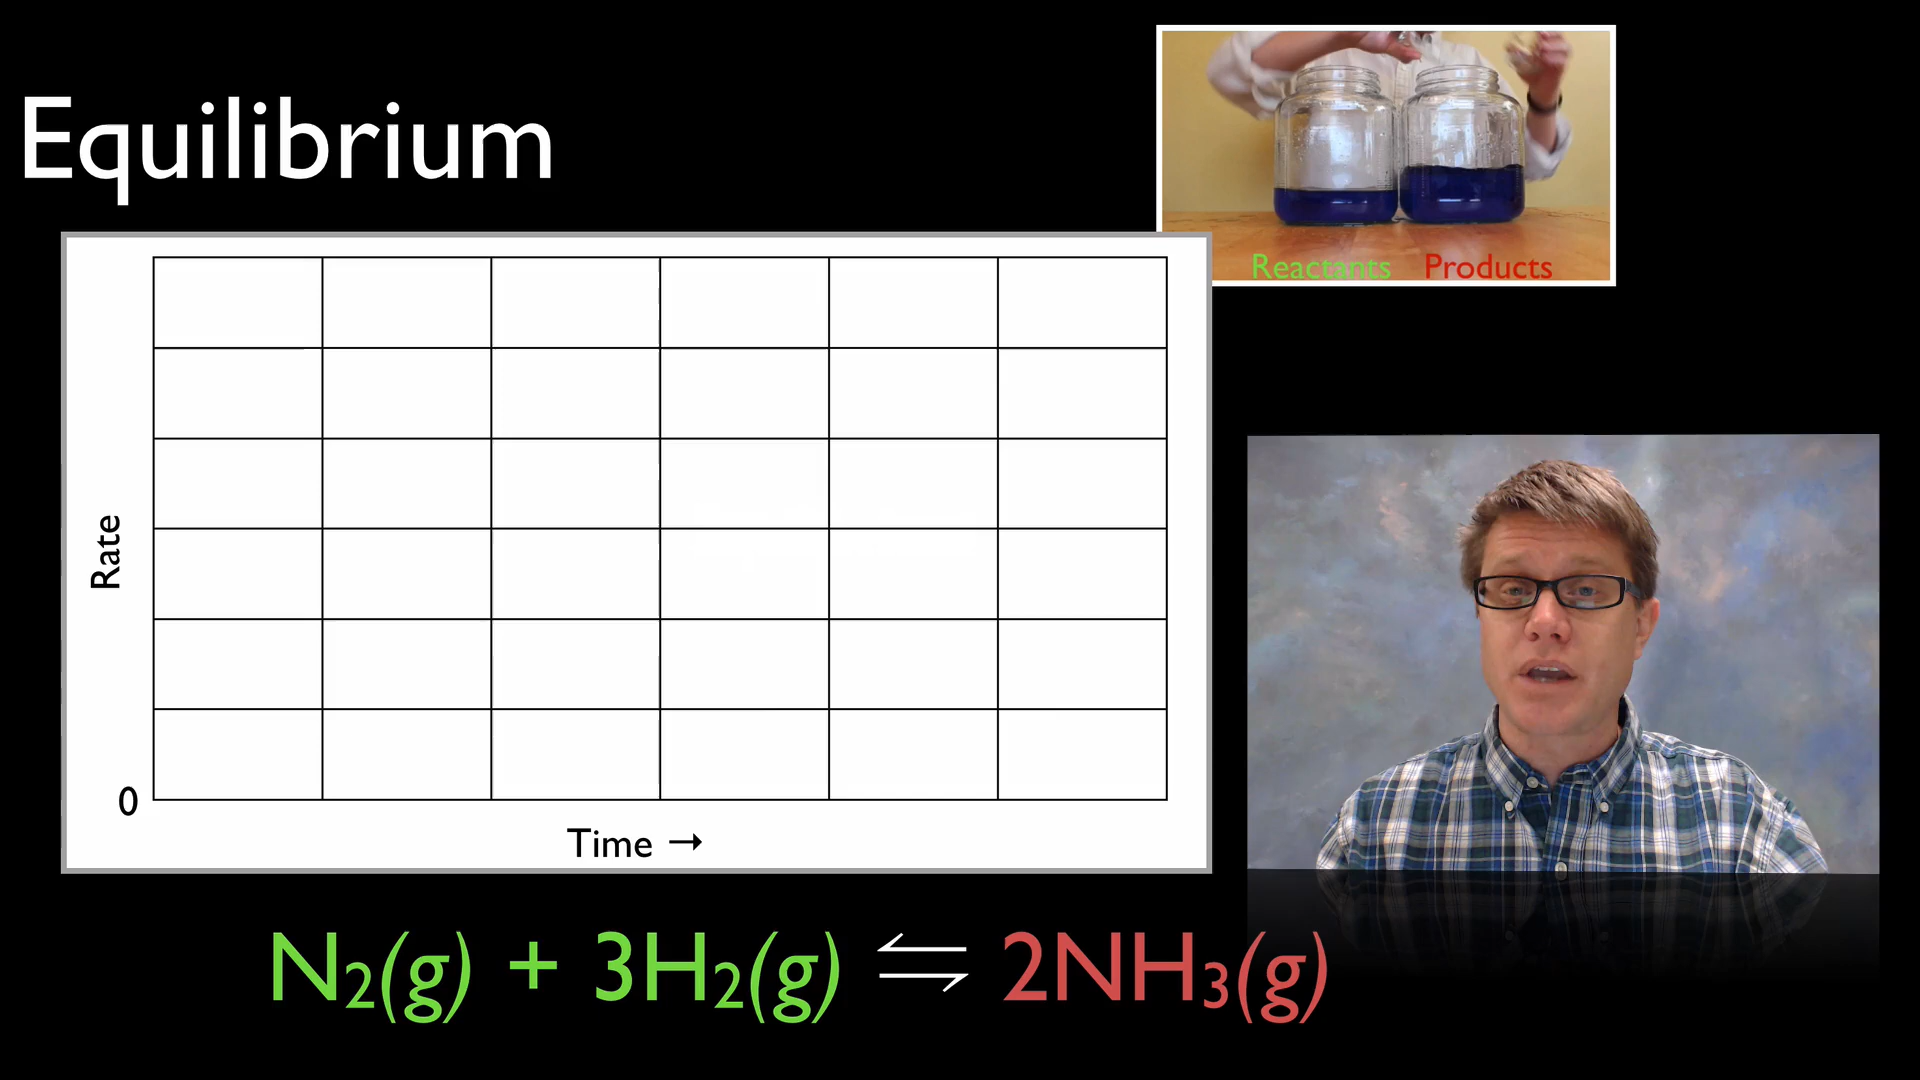 Equilibrium
Reactants Products
Rate
0
Time →
N₂(g) + 3H₂(g) ⇋ 2NH₃(g)